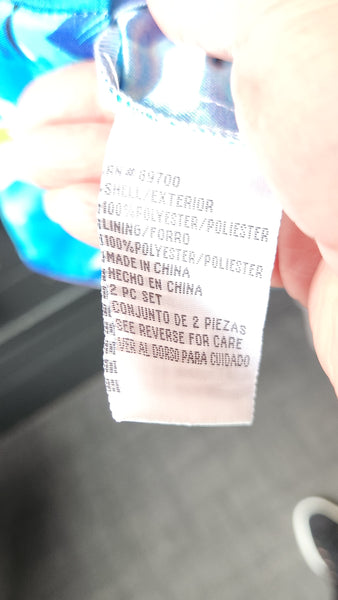 RN# 89700
SHELL/EXTERIOR
100%POLYESTER/POLIESTER
LINING/FORRO
100%POLYESTER/POLIESTER
MADE IN CHINA
HECHO EN CHINA
2 PC SET
CONJUNTO DE 2 PIEZAS
SEE REVERSE FOR CARE
VER AL DORSO PARA CUIDADO